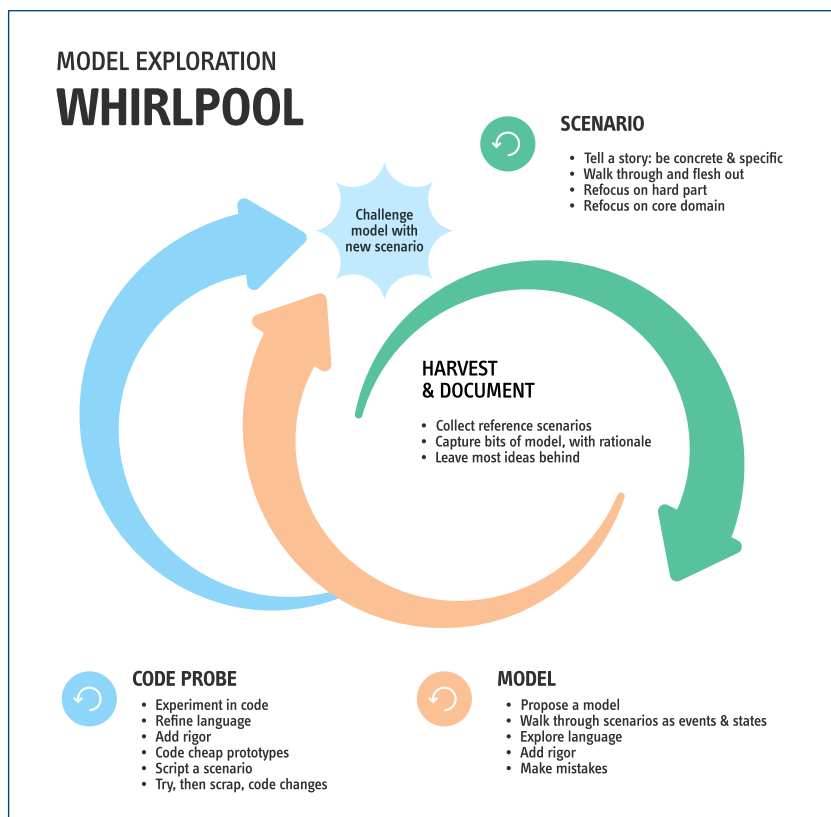 MODEL EXPLORATION
WHIRLPOOL
SCENARIO
• Tell a story: be concrete & specific
• Walk through and flesh out
• Refocus on hard part
• Refocus on core domain
Challenge
model with
new scenario
HARVEST
& DOCUMENT
• Collect reference scenarios
• Capture bits of model, with rationale
• Leave most ideas behind
CODE PROBE
• Experiment in code
• Refine language
• Add rigor
• Code cheap prototypes
• Script a scenario
• Try, then scrap, code changes
MODEL
• Propose a model
• Walk through scenarios as events & states
• Explore language
• Add rigor
• Make mistakes